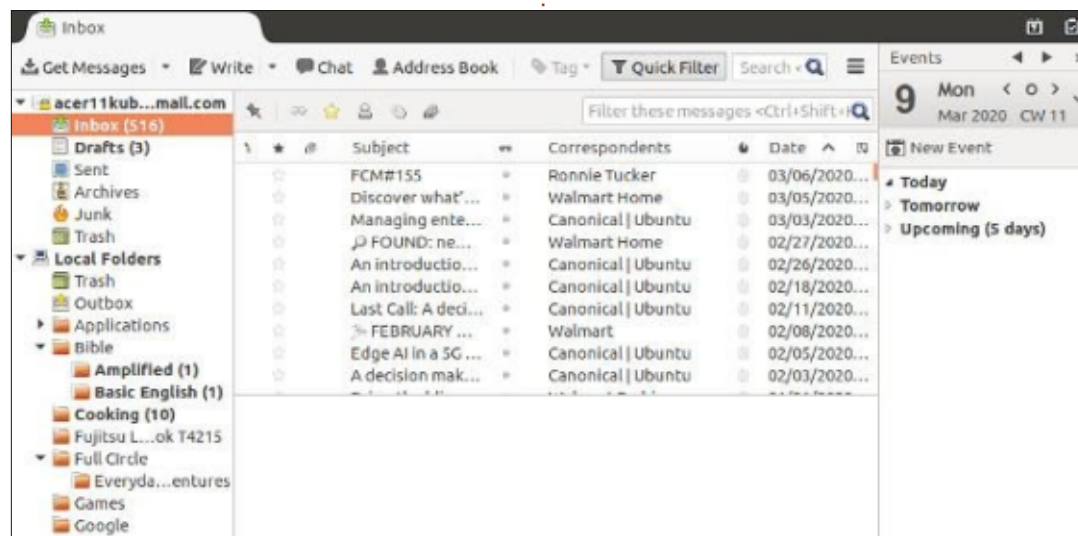 Inbox
Get Messages Write Chat Address Book Tag Quick Filter Search
acer11kub...mail.com
Inbox (516)
Drafts (3)
Sent
Archives
Junk
Trash
Local Folders
Trash
Outbox
Applications
Bible
Amplified (1)
Basic English (1)
Cooking (10)
Fujitsu L...ok T4215
Full Circle
Everyda...entures
Games
Google
Filter these messages <Ctrl+Shift+
Subject Correspondents Date
FCM#155 Ronnie Tucker 03/06/2020...
Discover what'... Walmart Home 03/05/2020...
Managing ente... Canonical | Ubuntu 03/03/2020...
FOUND: ne... Walmart Home 02/27/2020...
An introductio... Canonical | Ubuntu 02/26/2020...
An introductio... Canonical | Ubuntu 02/18/2020...
Last Call: A deci... Canonical | Ubuntu 02/11/2020...
FEBRUARY ... Walmart 02/08/2020...
Edge AI in a 5G ... Canonical | Ubuntu 02/05/2020...
A decision mak... Canonical | Ubuntu 02/03/2020...
Events
9 Mon
Mar 2020 CW 11
New Event
Today
Tomorrow
Upcoming (5 days)